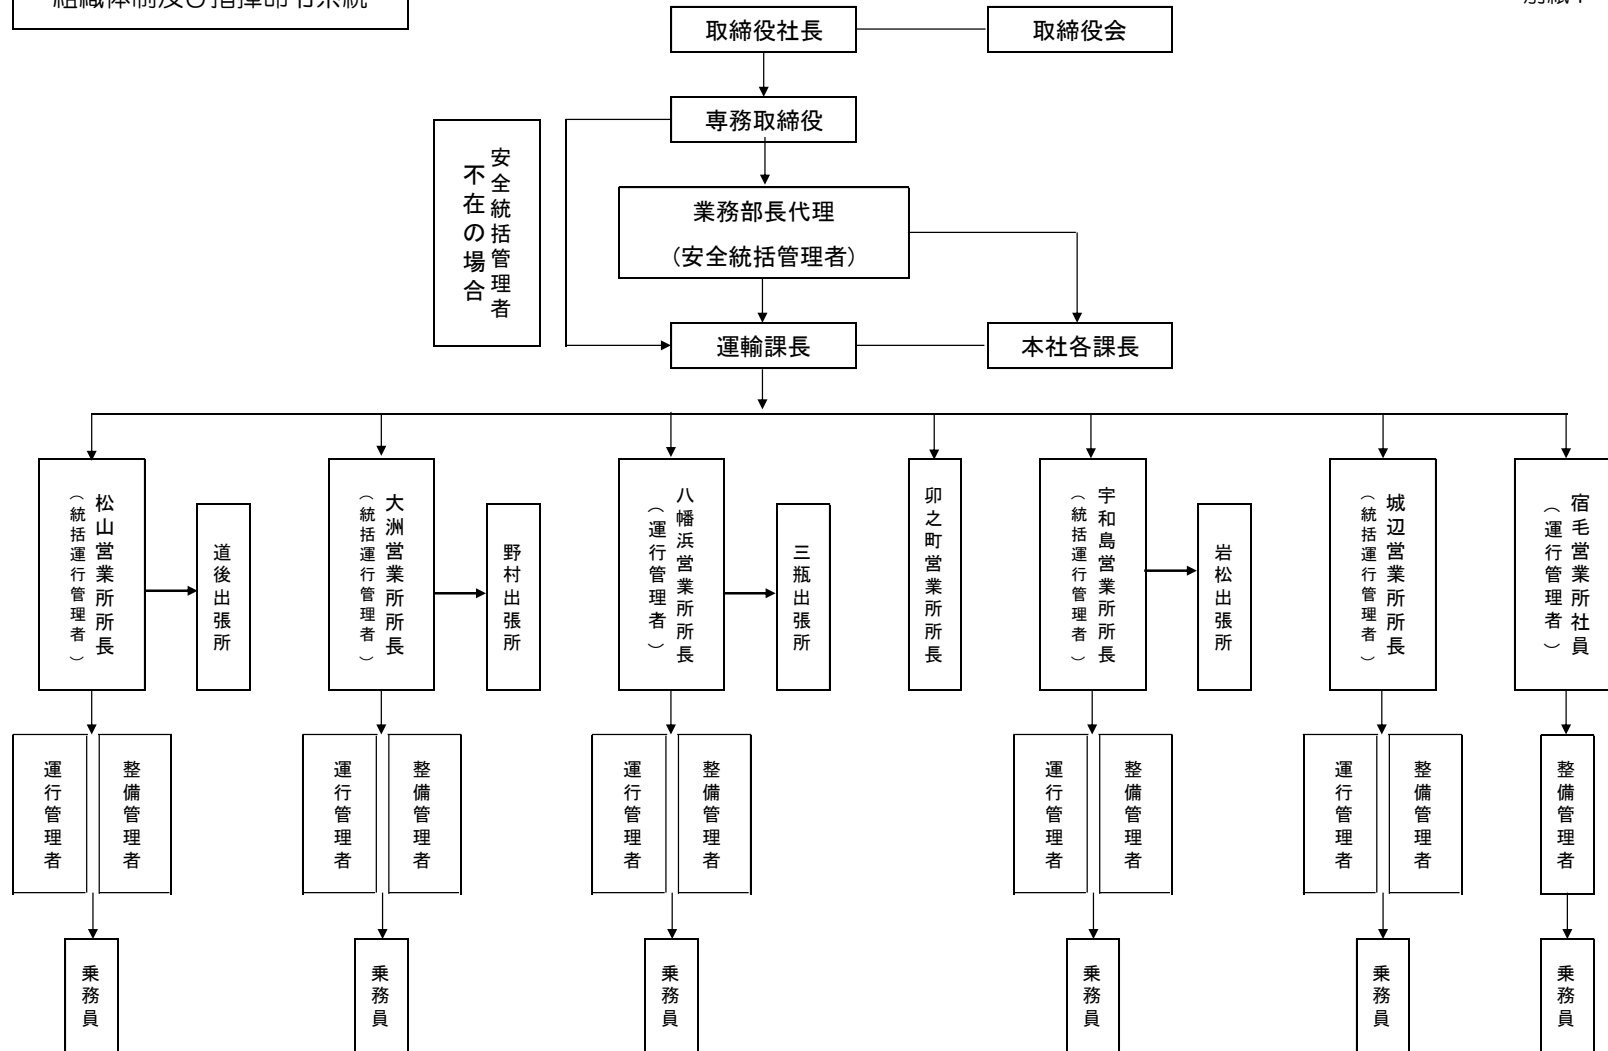 組織体制及び指揮命令系統
別紙1
取締役社長
取締役会
専務取締役
安全統括管理者
不在の場合
業務部長代理
（安全統括管理者）
運輸課長
本社各課長
松山営業所所長
（統括運行管理者）
道後出張所
大洲営業所所長
（統括運行管理者）
野村出張所
八幡浜営業所所長
（運行管理者）
三瓶出張所
卯之町営業所所長
宇和島営業所所長
（統括運行管理者）
岩松出張所
城辺営業所所長
（統括運行管理者）
宿毛営業所社員
（運行管理者）
運行管理者
整備管理者
運行管理者
整備管理者
運行管理者
整備管理者
運行管理者
整備管理者
運行管理者
整備管理者
整備管理者
乗務員
乗務員
乗務員
乗務員
乗務員
乗務員